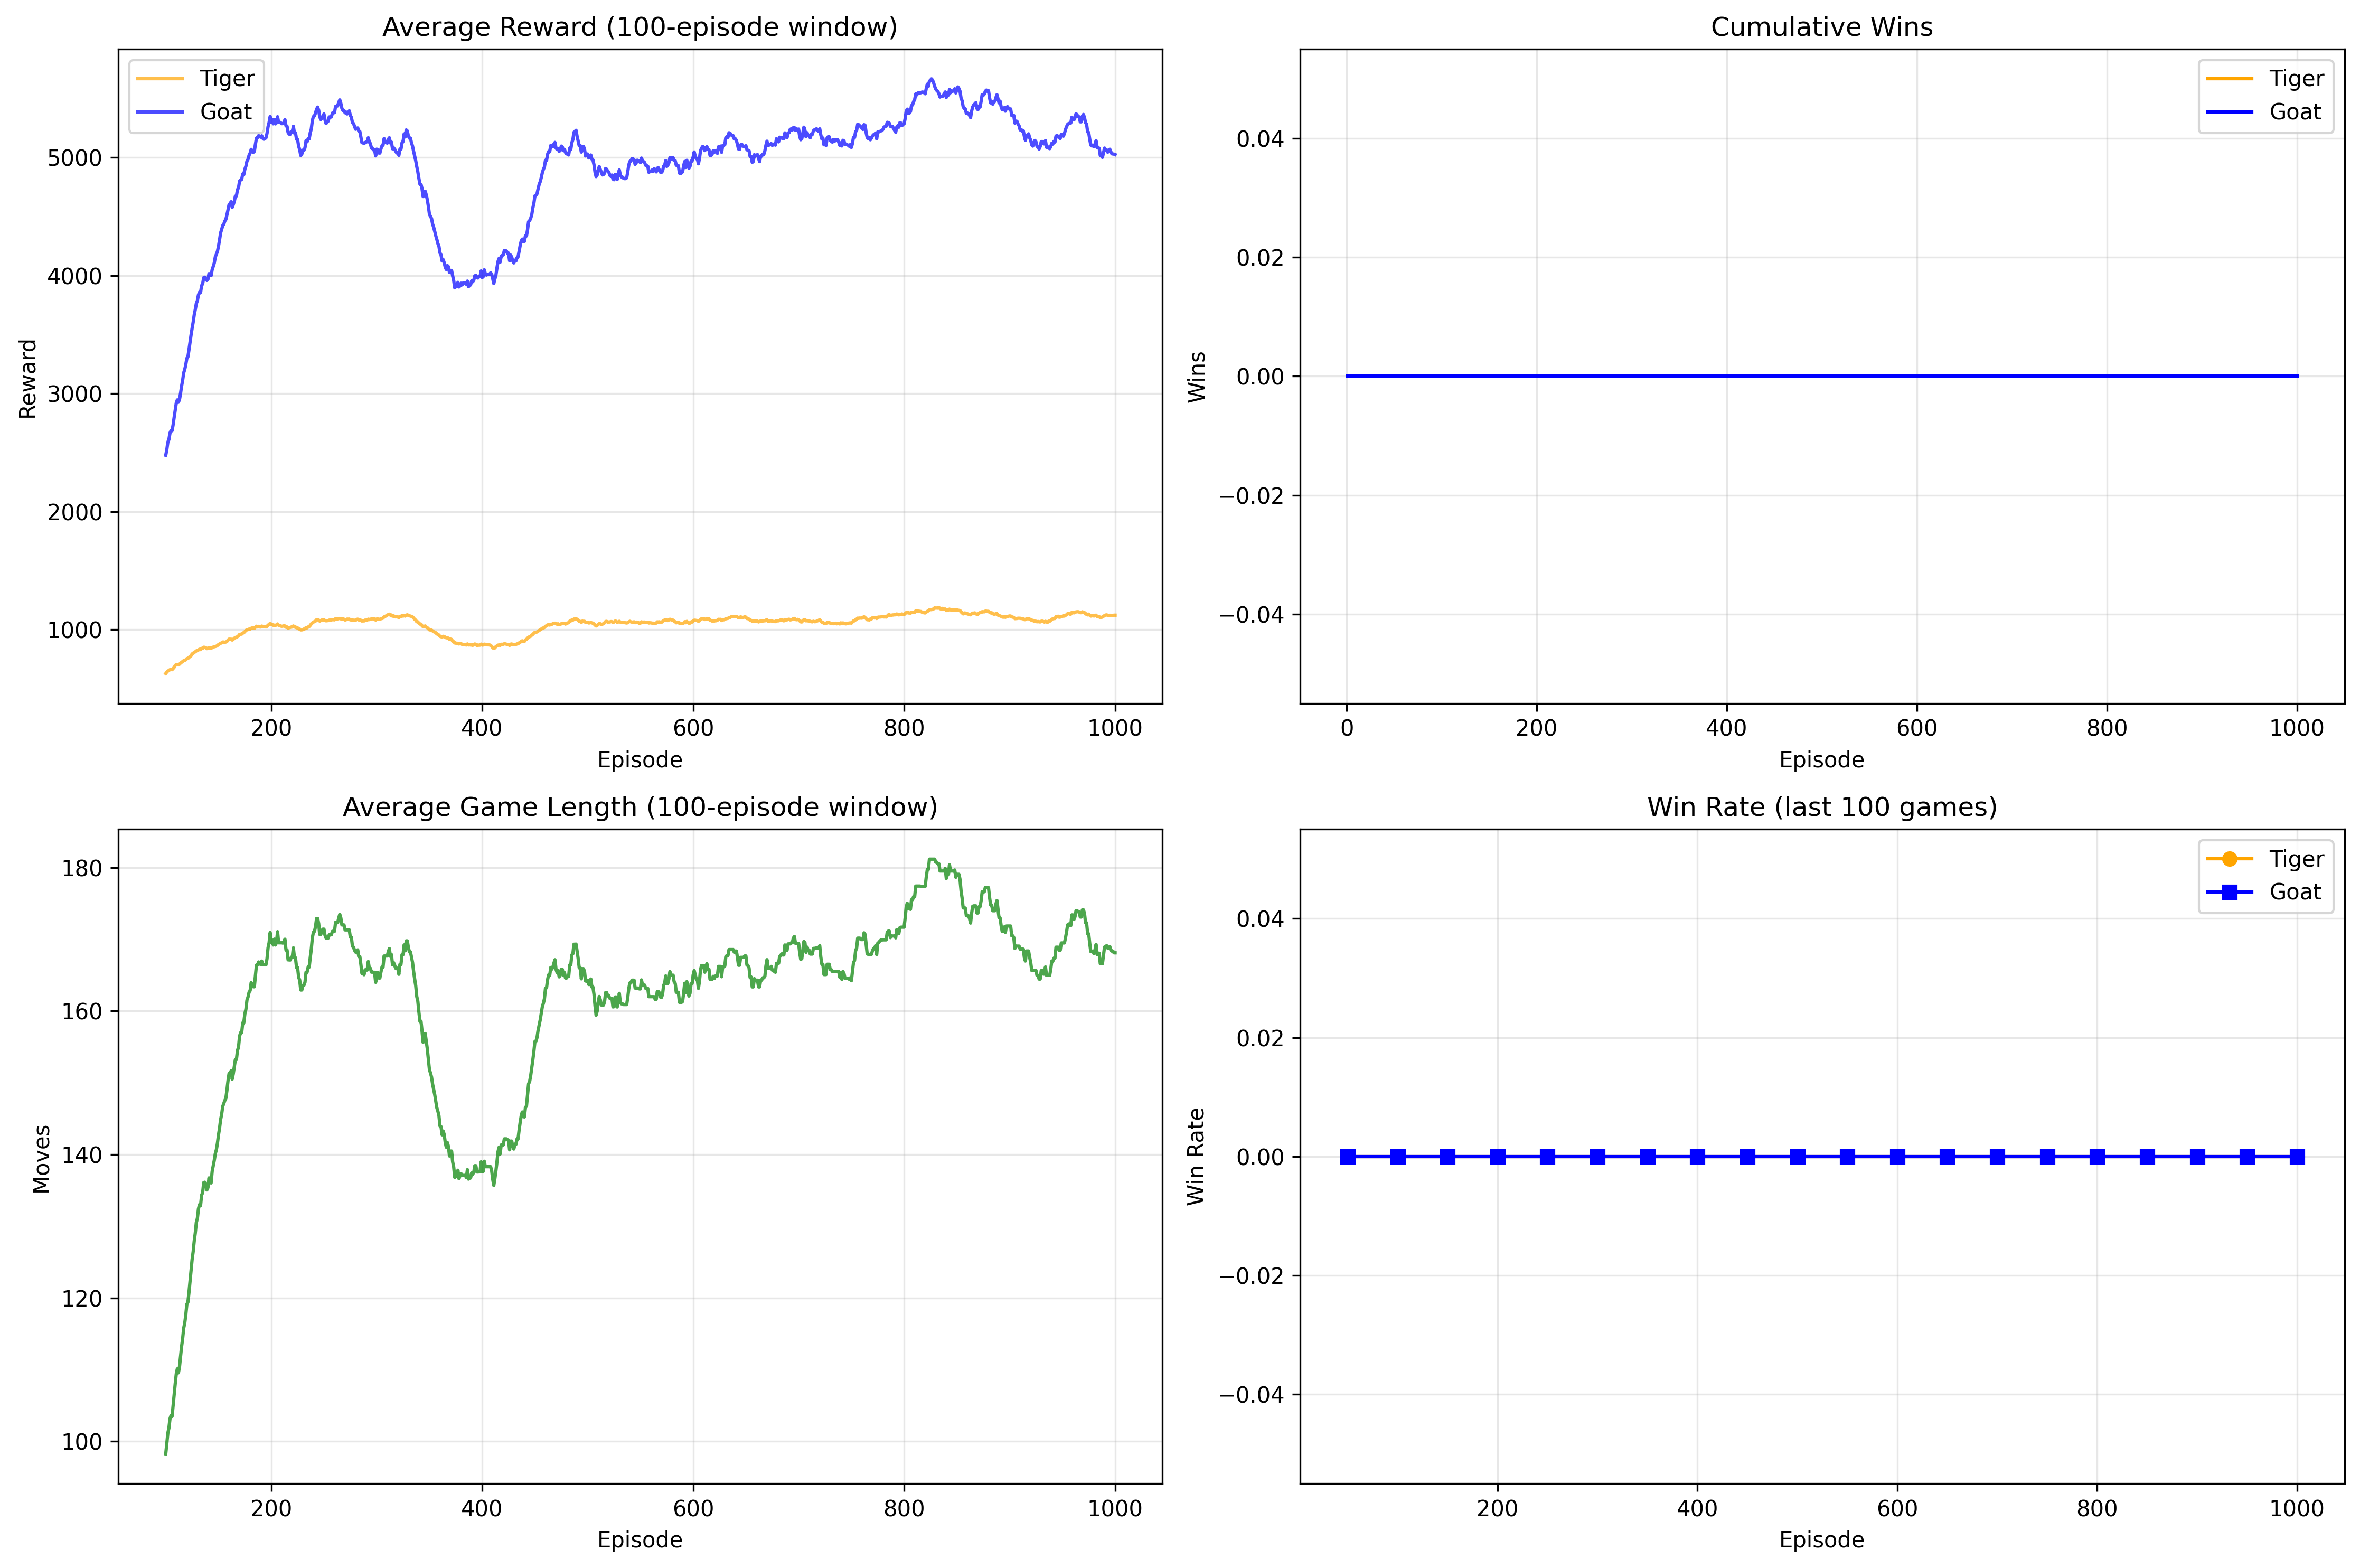 Average Reward (100-episode window)
Tiger
Goat
5000
4000
3000
2000
1000
Reward
200
400
600
800
1000
Episode
Cumulative Wins
Tiger
Goat
0.04
0.02
0.00
−0.02
−0.04
Wins
0
200
400
600
800
1000
Episode
Average Game Length (100-episode window)
180
160
140
120
100
Moves
200
400
600
800
1000
Episode
Win Rate (last 100 games)
Tiger
Goat
0.04
0.02
0.00
−0.02
−0.04
Win Rate
200
400
600
800
1000
Episode